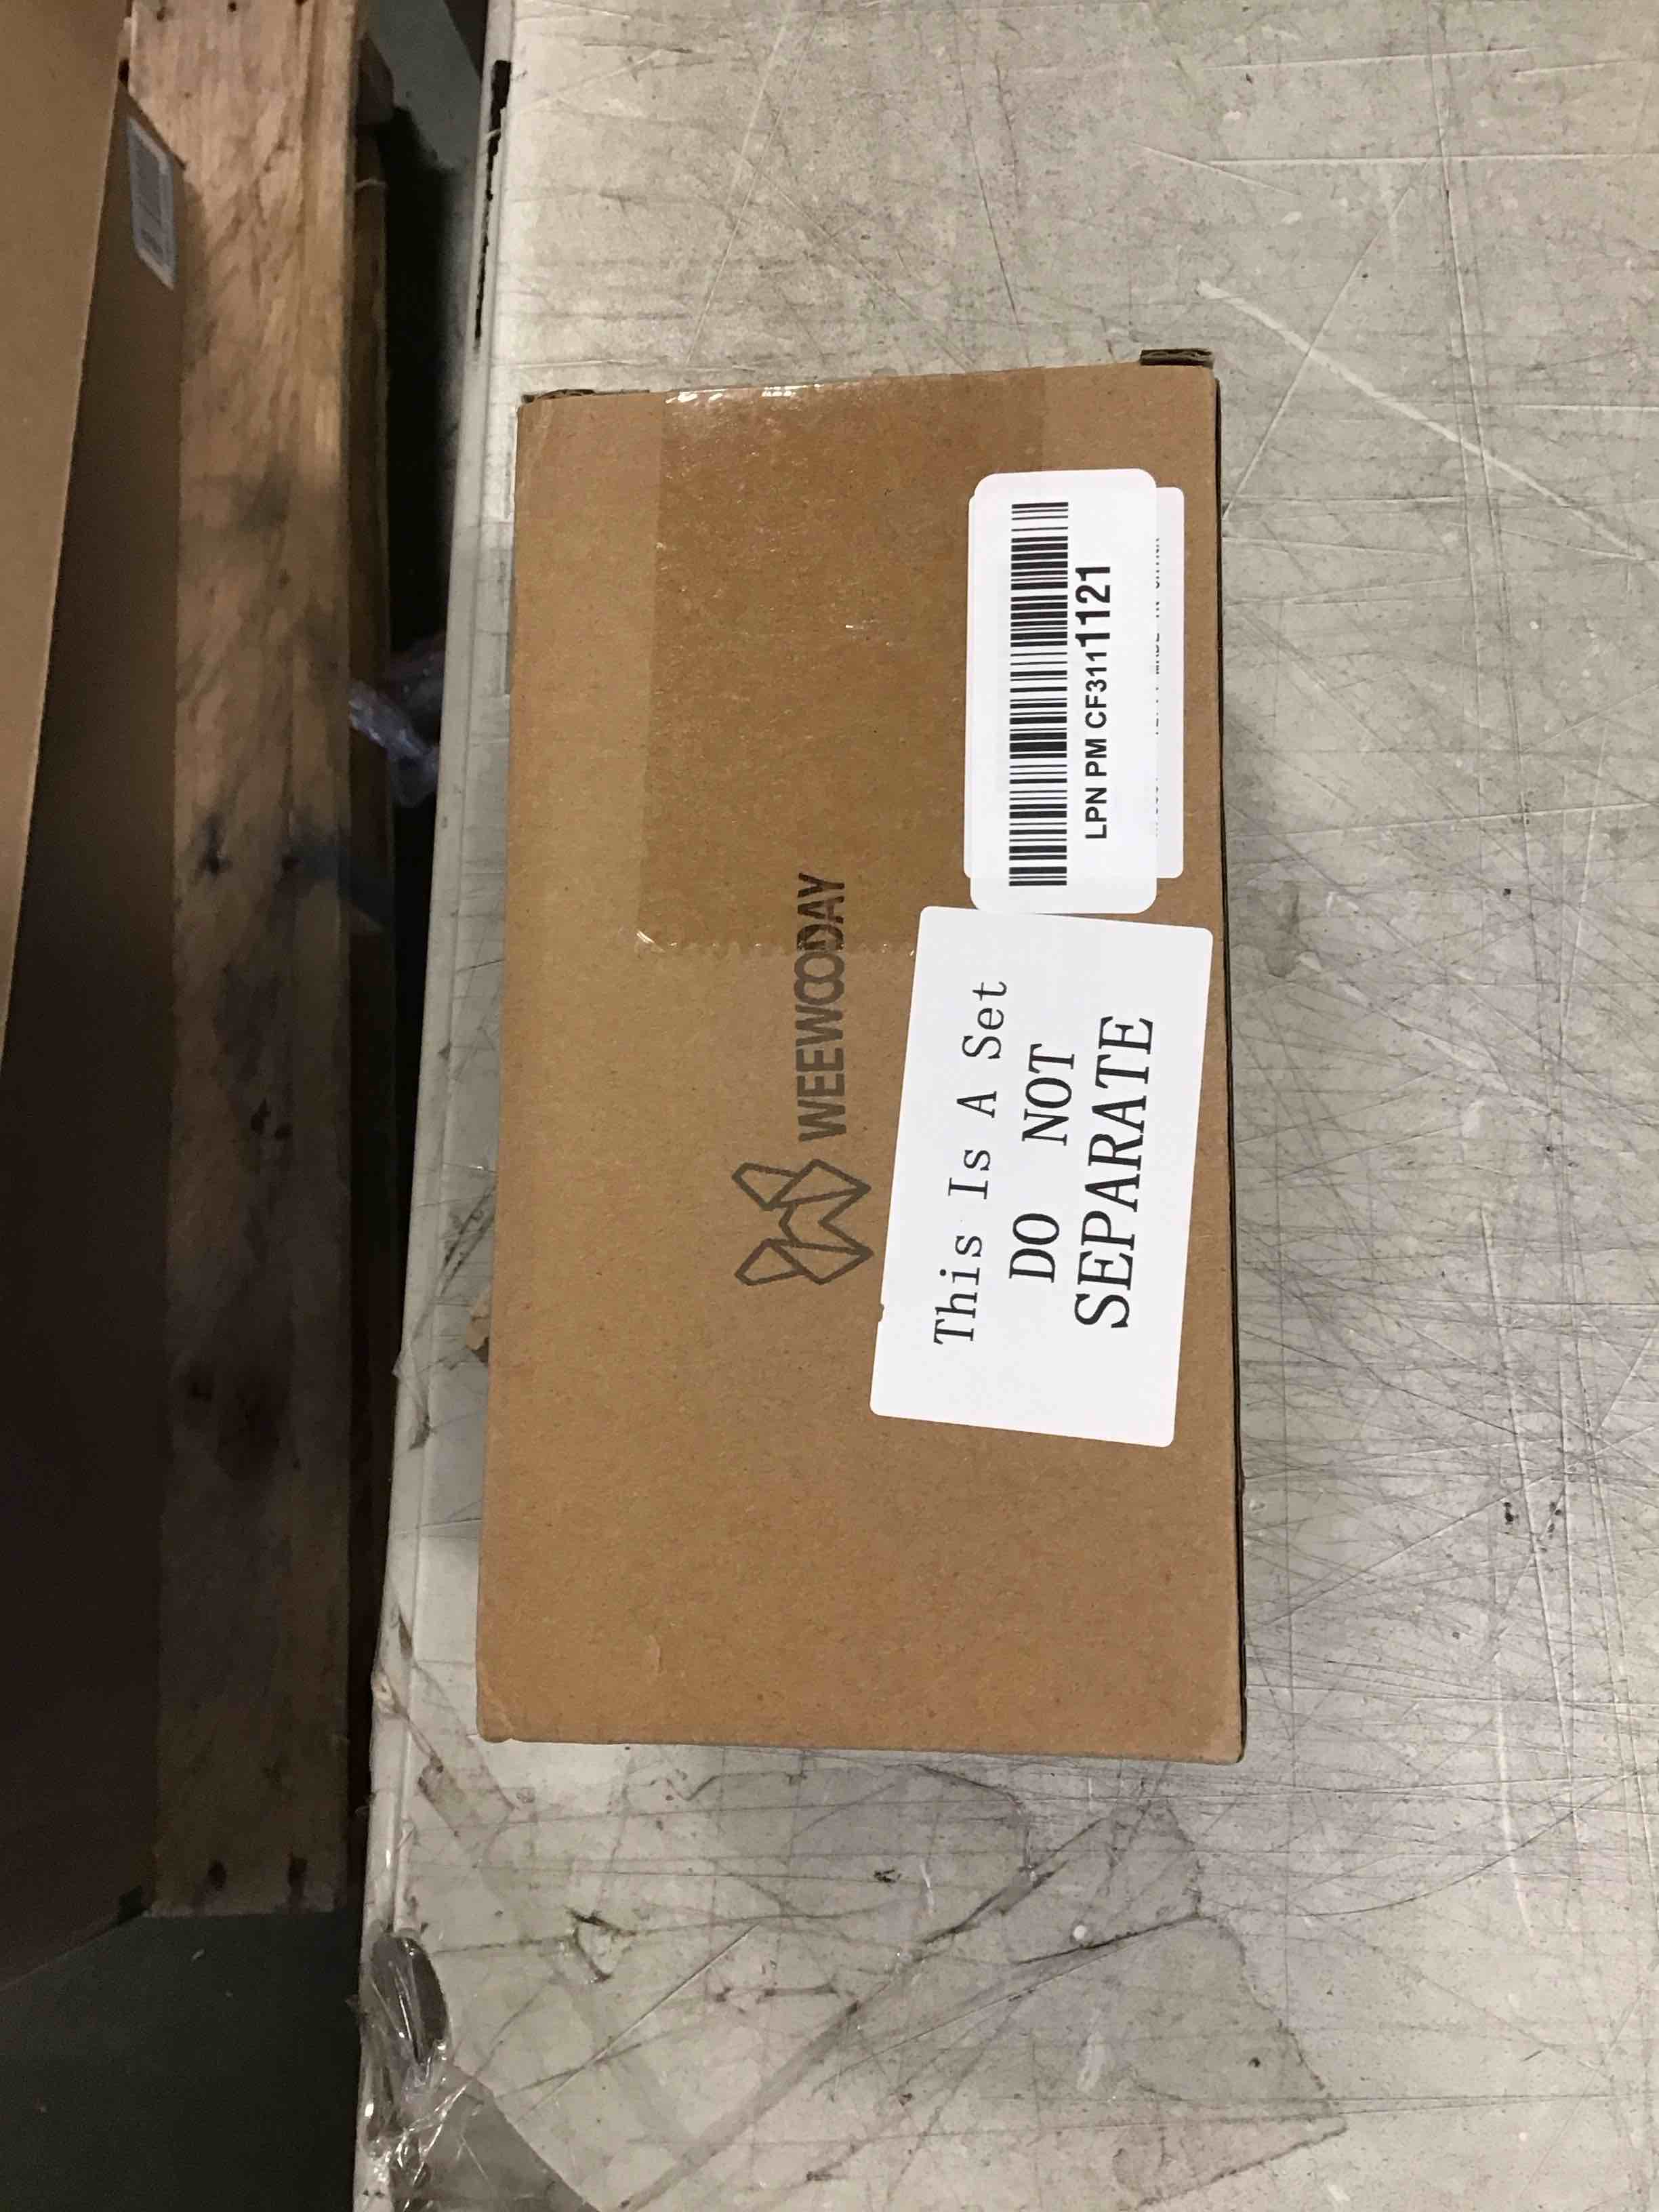 WEEWOODAY
LPN PM CF3111121
This Is A Set
DO NOT
SEPARATE